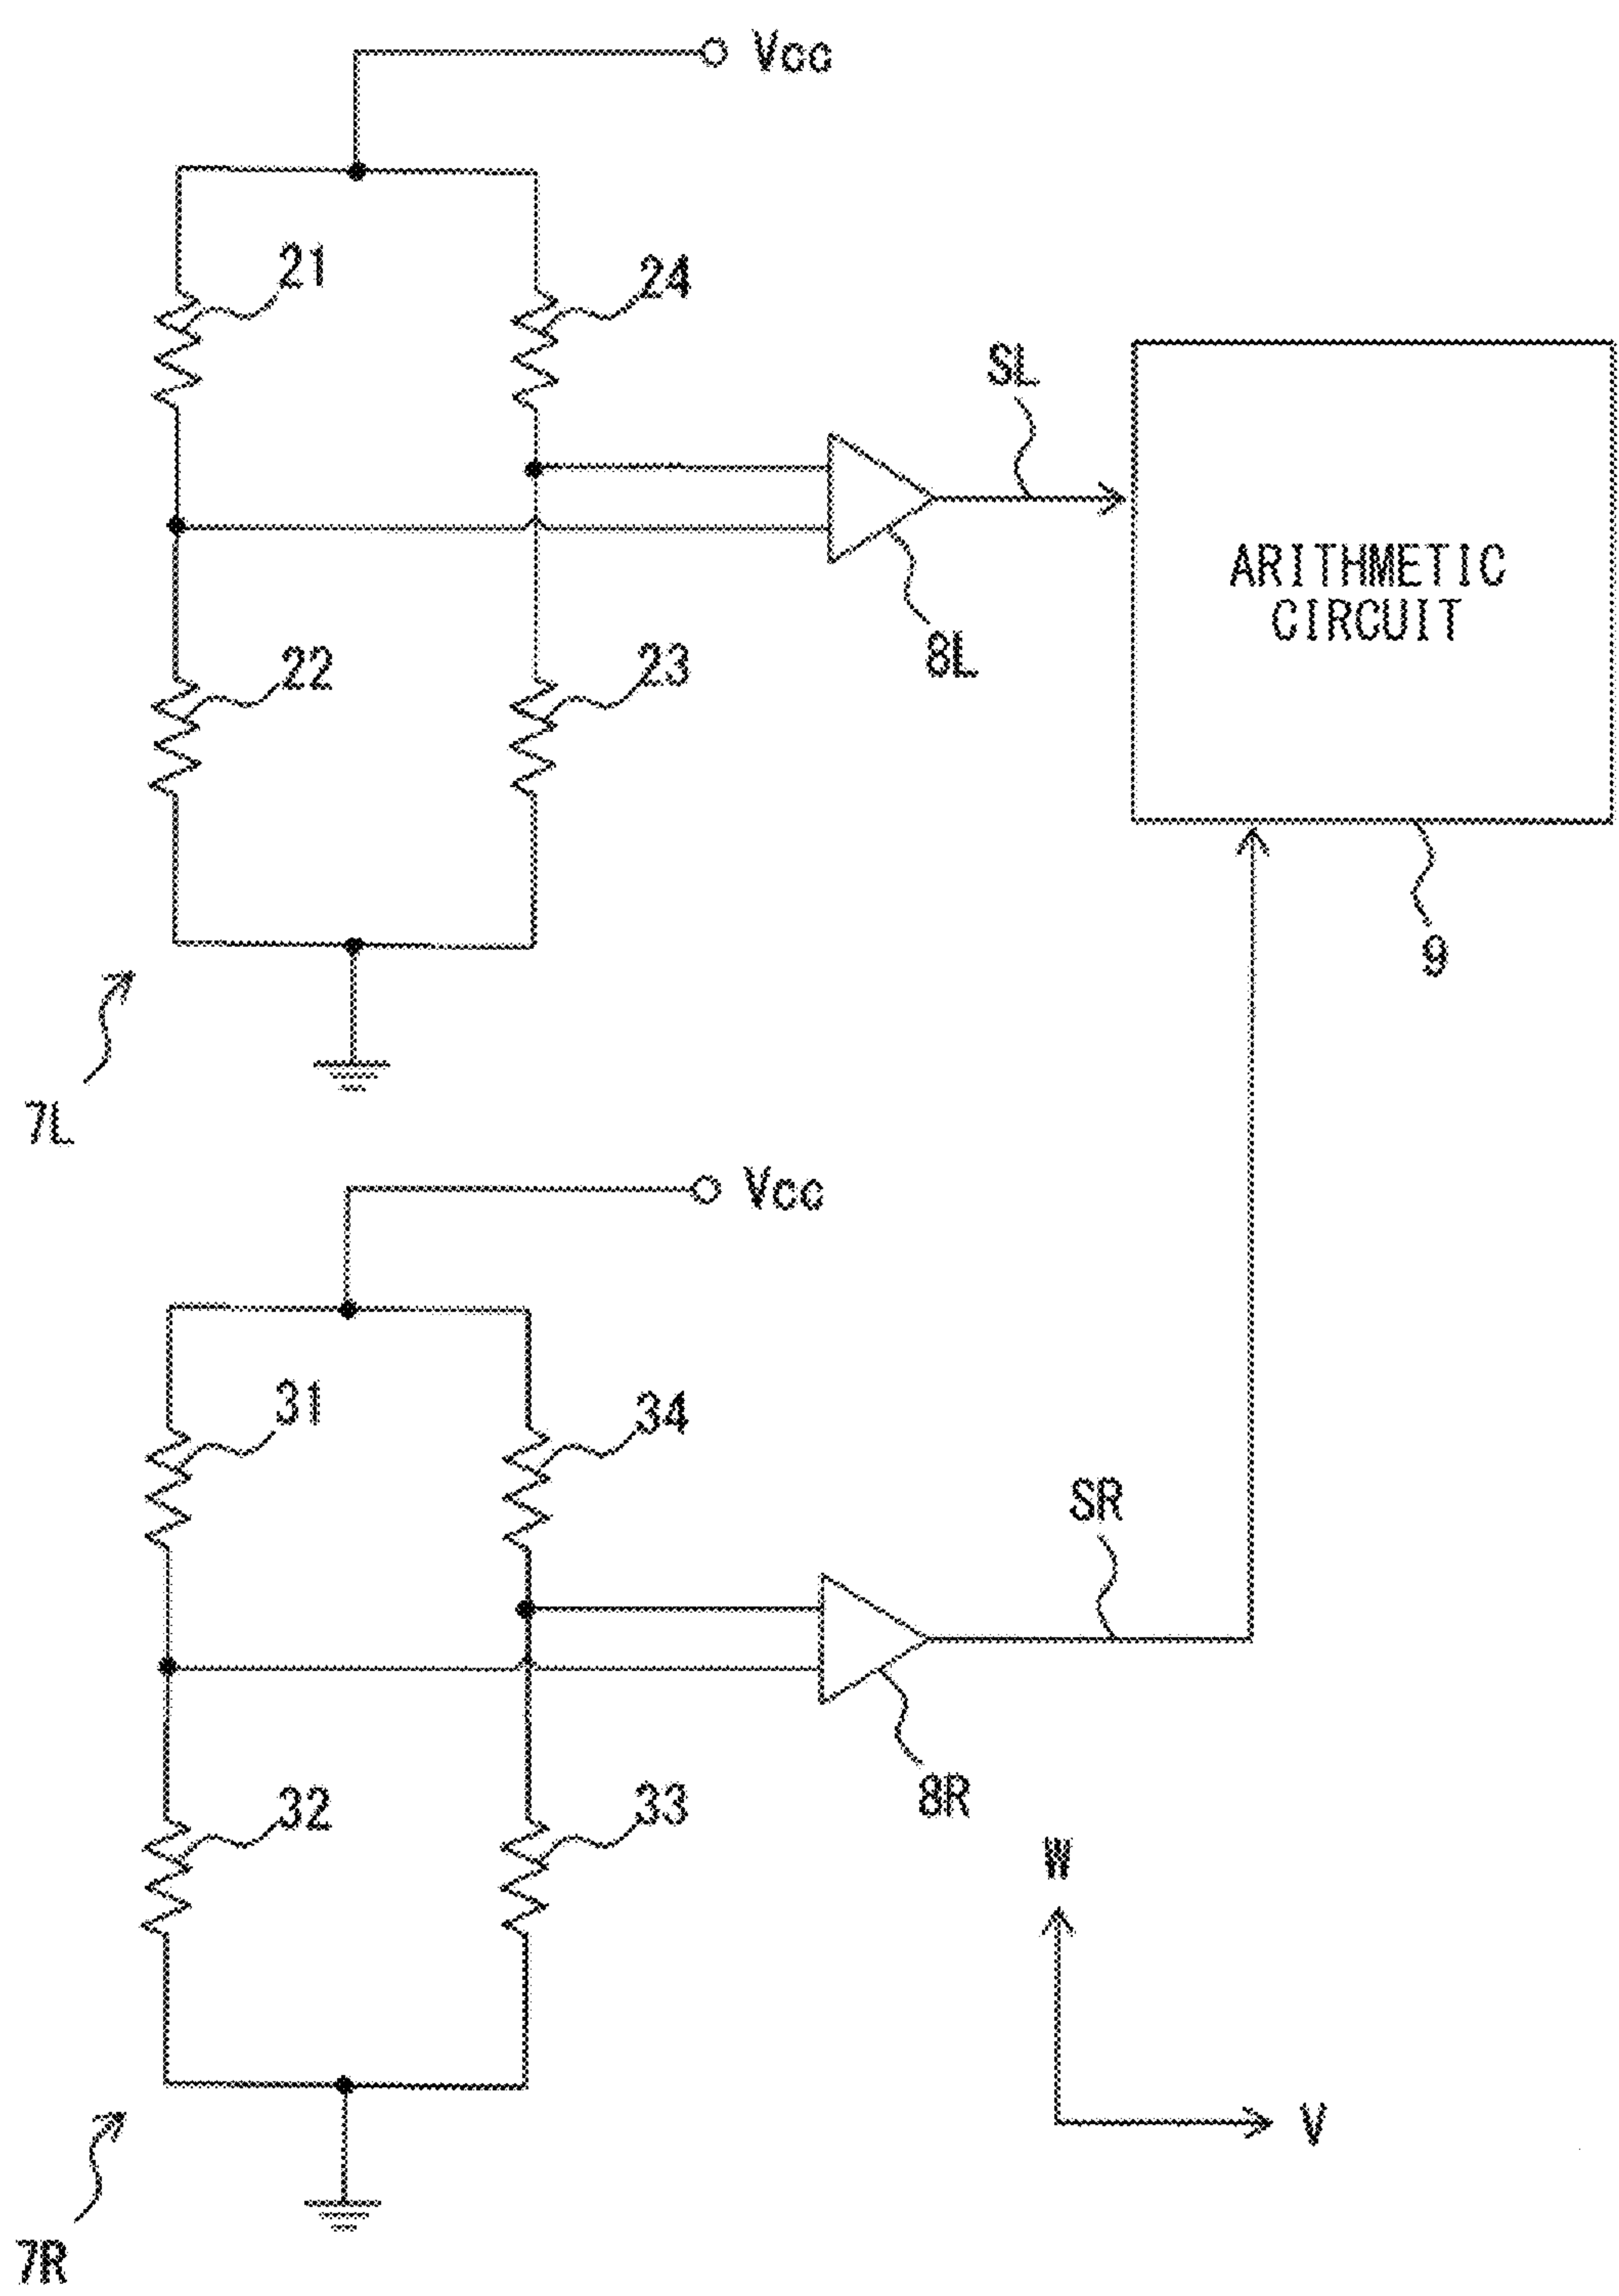 Vcc
21
24
SL
ARITHMETIC
CIRCUIT
8L
22
23
9
7L
Vcc
31
34
SR
8R
32
33
W
V
7R